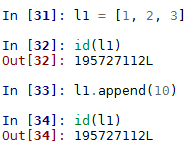 In [31]: l1 = [1, 2, 3]
In [32]: id(l1)
Out[32]: 195727112L
In [33]: l1.append(10)
In [34]: id(l1)
Out[34]: 195727112L